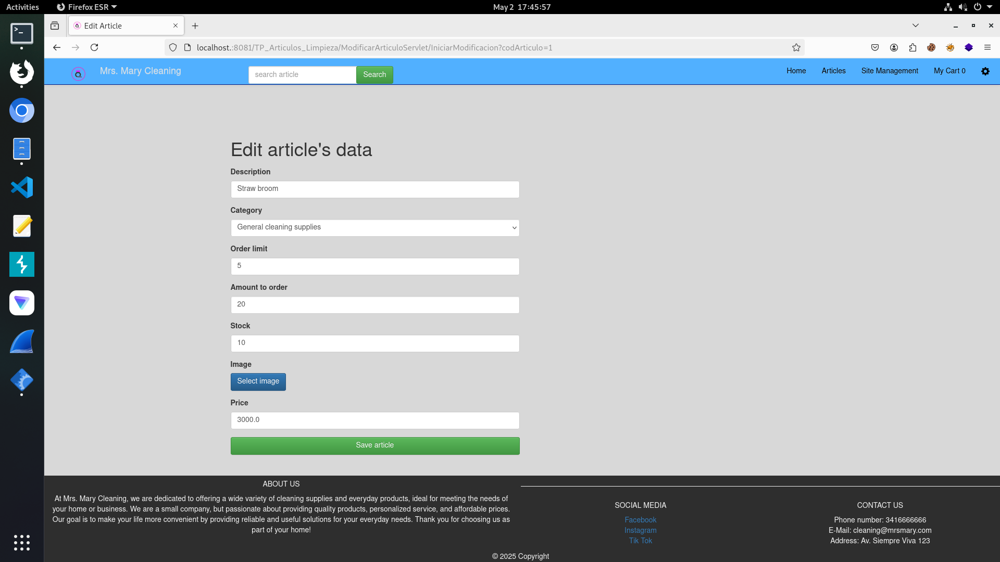 Activities
Firefox ESR
May 2 17:45:57
Edit Article
localhost.:8081/TP_Articulos_Limpieza/ModificarArticuloServlet/IniciarModificacion?codArticulo=1
Mrs. Mary Cleaning
search article
Search
Home
Articles
Site Management
My Cart 0
Edit article's data
Description
Straw broom
Category
General cleaning supplies
Order limit
5
Amount to order
20
Stock
10
Image
Select image
Price
3000.0
Save article
ABOUT US
At Mrs. Mary Cleaning, we are dedicated to offering a wide variety of cleaning supplies and everyday products, ideal for meeting the needs of
your home or business. We are a small company, but passionate about providing quality products, personalized service, and affordable prices.
Our goal is to make your life more convenient by providing reliable and useful solutions for your everyday needs. Thank you for choosing us as
part of your home!
SOCIAL MEDIA
Facebook
Instagram
Tik Tok
CONTACT US
Phone number: 3416666666
E-Mail: cleaning@mrsmary.com
Address: Av. Siempre Viva 123
© 2025 Copyright